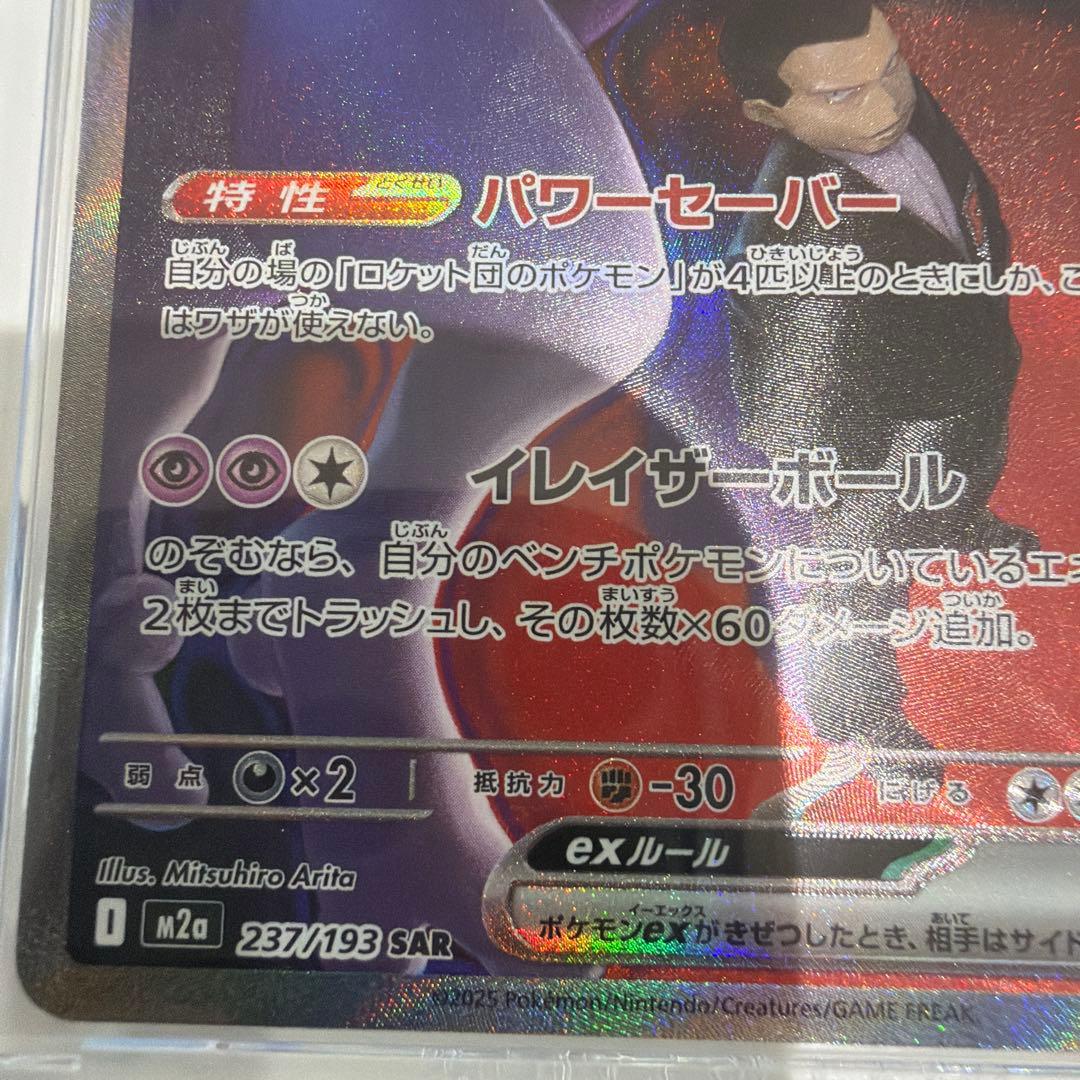 特性 とくせい パワーセーバー
じぶん ば だん ひきいじょう
自分の場の「ロケット団のポケモン」が4匹以上のときにしか、こ
つか
はワザが使えない。
イレイザーボール
じぶん
のぞむなら、自分のベンチポケモンについているエネ
まい まいすう ついか
2枚までトラッシュし、その枚数×60ダメージ追加。
弱点 ×2 抵抗力 -30 にげる
exルール
Illus. Mitsuhiro Arita
イーエックス あいて
ポケモンexがきぜつしたとき、相手はサイド
I M2a 237/193 SAR
©2025 Pokémon/Nintendo/Creatures/GAME FREAK